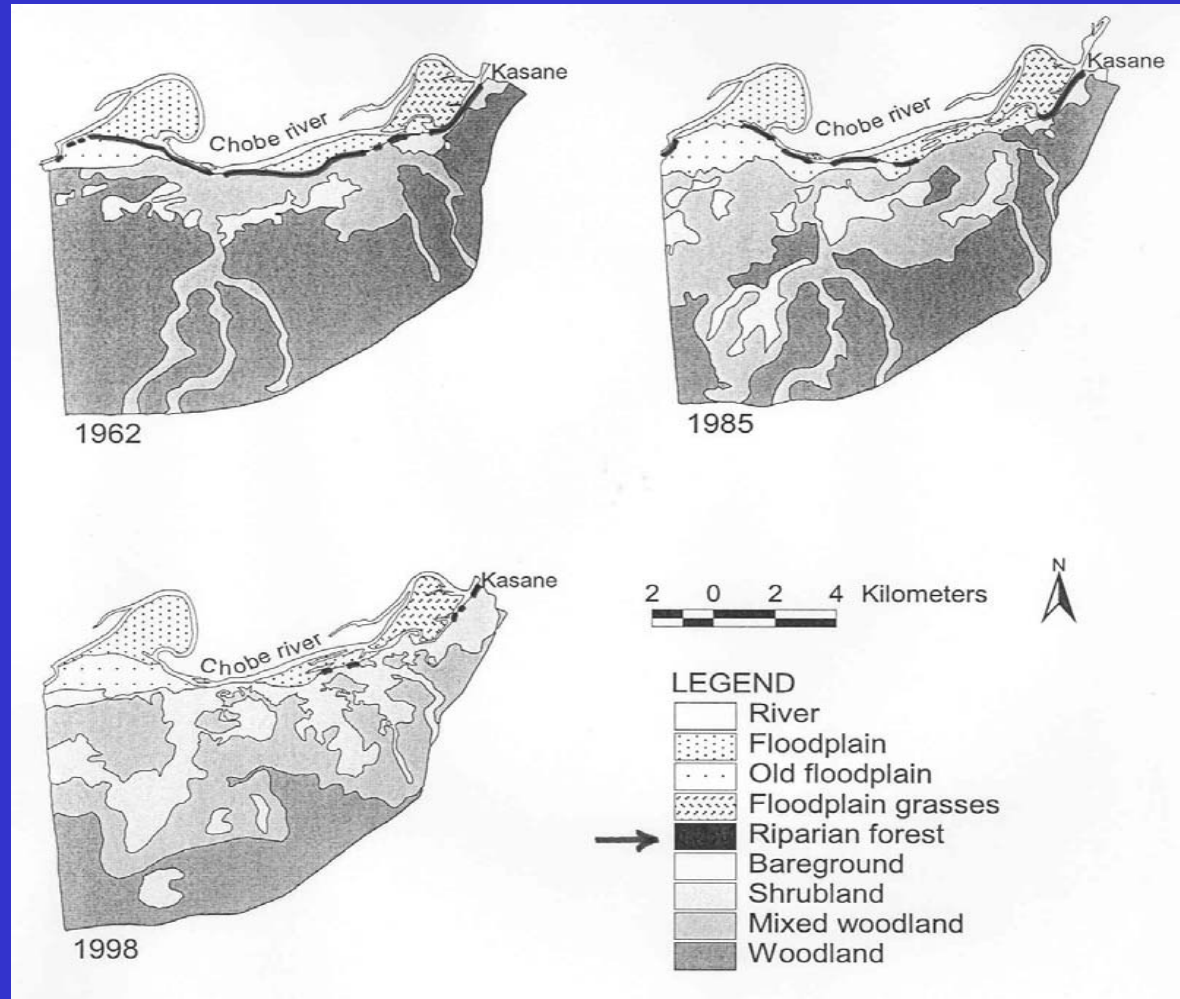 Kasane
Chobe river
1962
Kasane
Chobe river
1985
Kasane
Chobe river
1998
2 0 2 4 Kilometers
N
LEGEND
River
Floodplain
Old floodplain
Floodplain grasses
Riparian forest
Bareground
Shrubland
Mixed woodland
Woodland